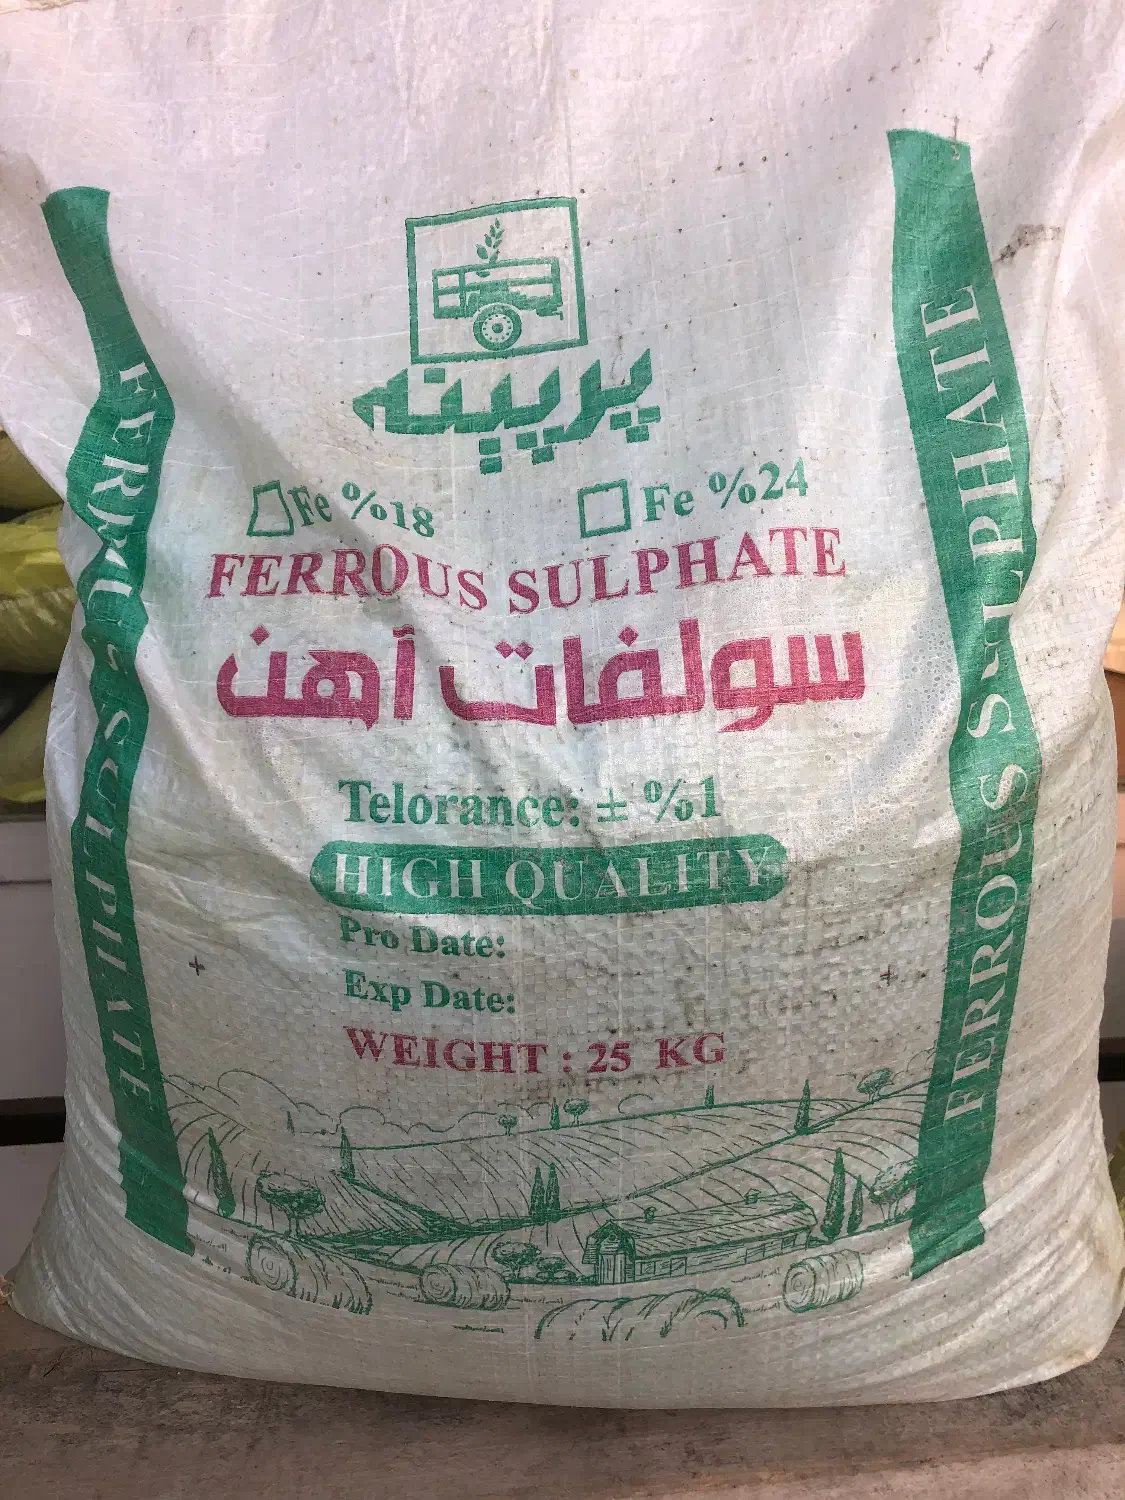 پرپینه
Fe %18
Fe %24
FERROUS SULPHATE
سولفات آهن
Telorance: ± %1
HIGH QUALITY
Pro Date:
Exp Date:
WEIGHT : 25 KG
FERROUS SULPHATE
FERROUS SULPHATE